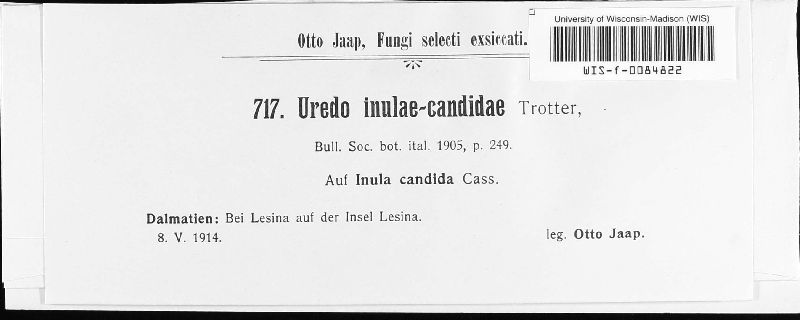 University of Wisconsin-Madison (WIS)
WIS-f-0084822
Otto Jaap, Fungi selecti exsiccati.
717. Uredo inulae-candidae Trotter,
Bull. Soc. bot. ital. 1905, p. 249.
Auf Inula candida Cass.
Dalmatien: Bei Lesina auf der Insel Lesina.
8. V. 1914.
leg. Otto Jaap.